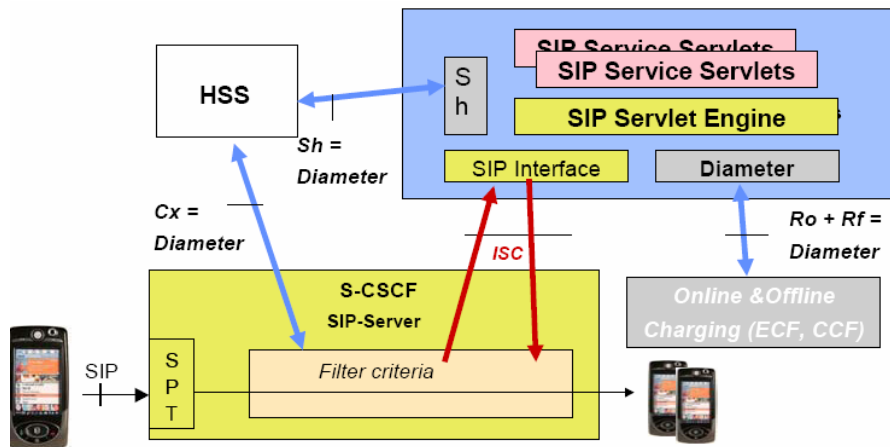 SIP Service Servlets
SIP Service Servlets
S
h
HSS
SIP Servlet Engine
Sh =
Diameter
SIP Interface
Diameter
Cx =
Diameter
ISC
Ro + Rf =
Diameter
S-CSCF
SIP-Server
Online &Offline
Charging (ECF, CCF)
SIP
S
P
T
Filter criteria